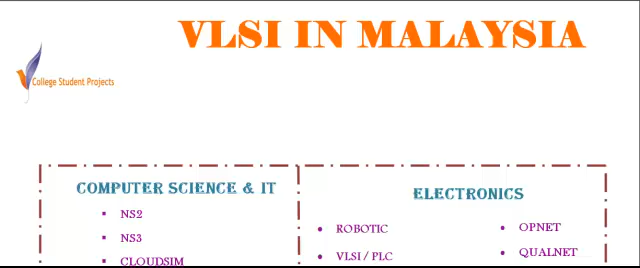 VLSI IN MALAYSIA
College Student Projects
COMPUTER SCIENCE & IT
NS2
NS3
CLOUDSIM
ELECTRONICS
ROBOTIC
VLSI / PLC
OPNET
QUALNET